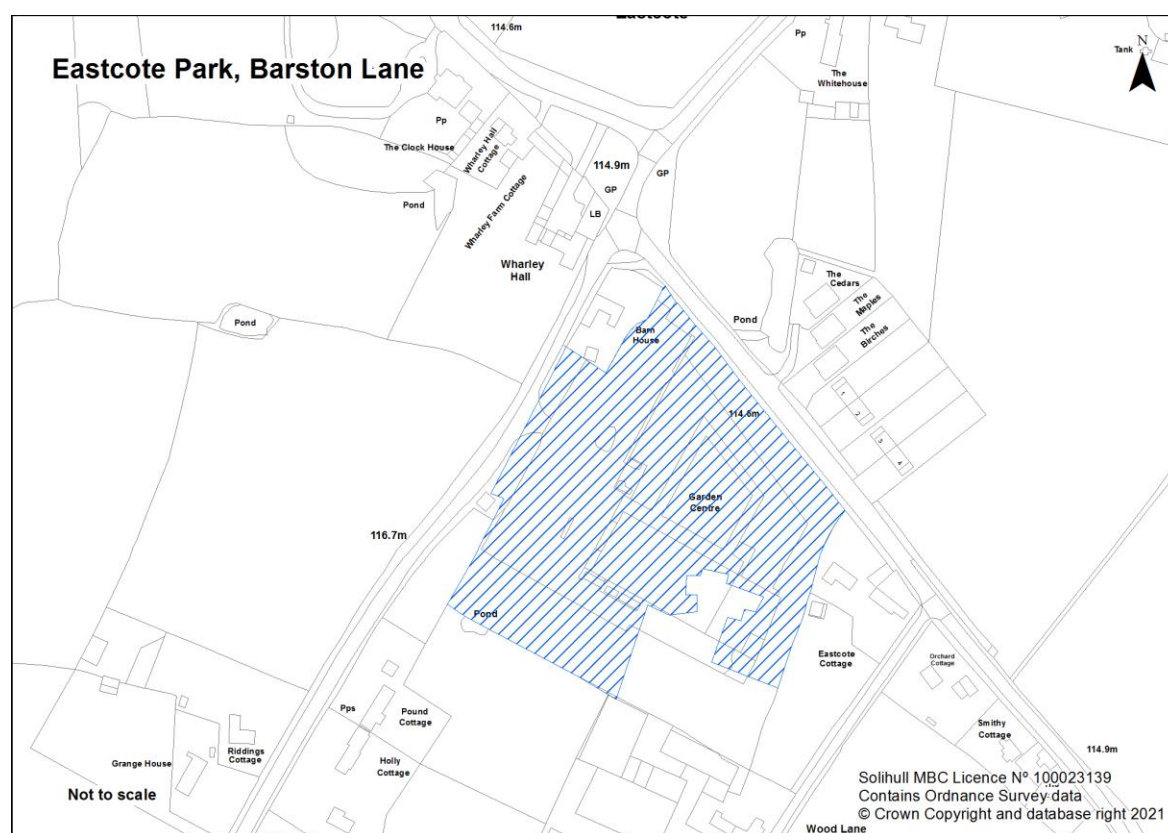 Eastcote Park, Barston Lane
114.6m
Pp
The
Whitehouse
Tank
N
Pp
The Clock House
Wharley Hall
Cottage
114.9m
GP
GP
LB
Pond
Wharley Farm Cottage
Wharley
Hall
The
Cedars
The
Maples
The
Birches
Pond
Pond
Barn
House
1
2
3
4
114.6m
Garden
Centre
116.7m
Pond
Eastcote
Cottage
Orchard
Cottage
Pps
Pound
Cottage
Smithy
Cottage
Riddings
Cottage
Grange House
Holly
Cottage
114.9m
Not to scale
Solihull MBC Licence Nº 100023139
Contains Ordnance Survey data
© Crown Copyright and database right 2021
Wood Lane